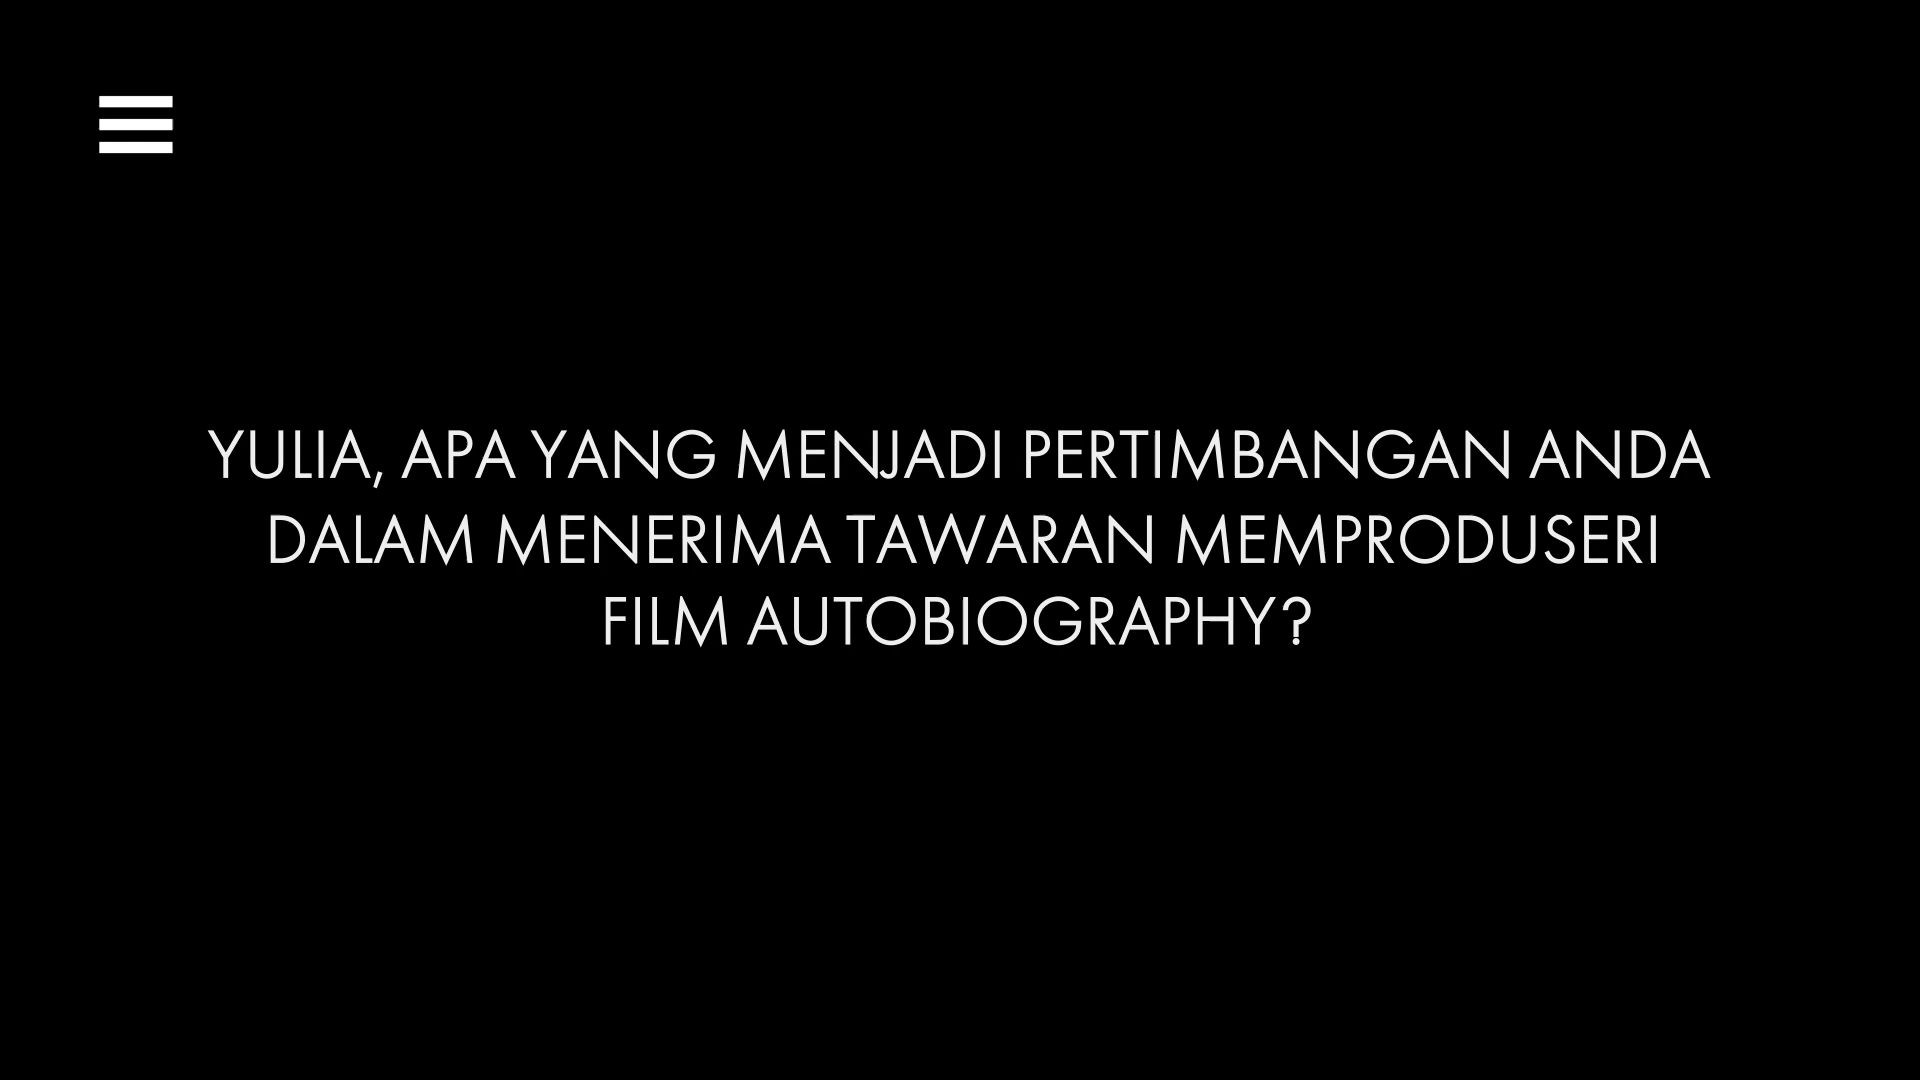 YULIA, APA YANG MENJADI PERTIMBANGAN ANDA
DALAM MENERIMA TAWARAN MEMPRODUSERI
FILM AUTOBIOGRAPHY?